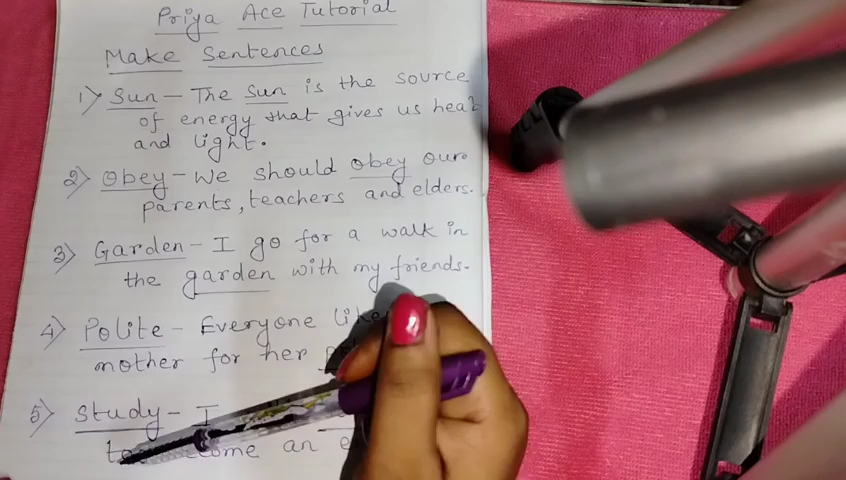 Priya Ace Tutorial
Make Sentences
1) Sun - The sun is the source
of energy that gives us heat
and light.
2) Obey - We should obey our
parents, teachers and elders.
3) Garden - I go for a walk in
the garden with my friends.
4) Polite - Everyone
mother for her
5) Study - I
an